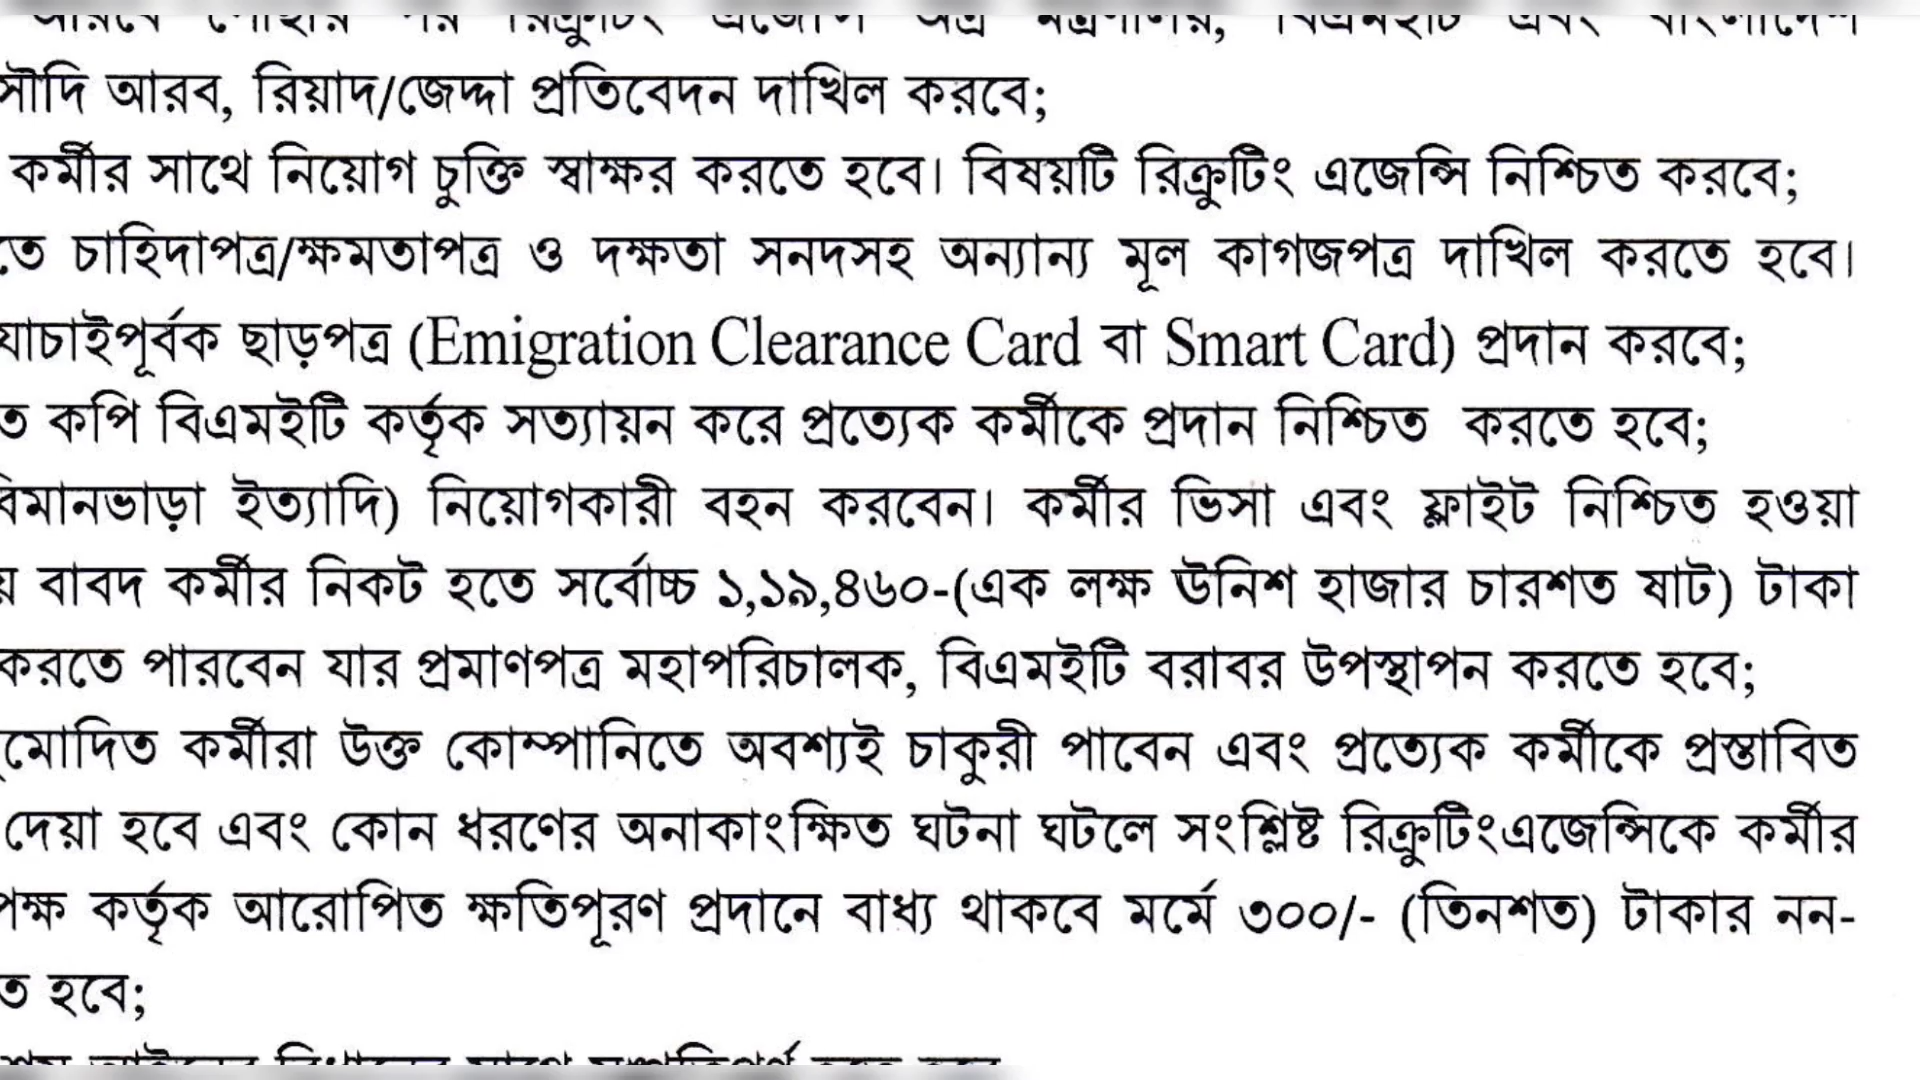 সৌদি আরব, রিয়াদ/জেদ্দা প্রতিবেদন দাখিল করবে;
কর্মীর সাথে নিয়োগ চুক্তি স্বাক্ষর করতে হবে। বিষয়টি রিক্রুটিং এজেন্সি নিশ্চিত করবে;
তে চাহিদাপত্র/ক্ষমতাপত্র ও দক্ষতা সনদসহ অন্যান্য মূল কাগজপত্র দাখিল করতে হবে।
যাচাইপূর্বক ছাড়পত্র (Emigration Clearance Card বা Smart Card) প্রদান করবে;
ত কপি বিএমইটি কর্তৃক সত্যায়ন করে প্রত্যেক কর্মীকে প্রদান নিশ্চিত করতে হবে;
বিমানভাড়া ইত্যাদি) নিয়োগকারী বহন করবেন। কর্মীর ভিসা এবং ফ্লাইট নিশ্চিত হওয়া
য় বাবদ কর্মীর নিকট হতে সর্বোচ্চ ১,১৯,৪৬০-(এক লক্ষ ঊনিশ হাজার চারশত ষাট) টাকা
করতে পারবেন যার প্রমাণপত্র মহাপরিচালক, বিএমইটি বরাবর উপস্থাপন করতে হবে;
মোদিত কর্মীরা উক্ত কোম্পানিতে অবশ্যই চাকুরী পাবেন এবং প্রত্যেক কর্মীকে প্রস্তাবিত
দেয়া হবে এবং কোন ধরণের অনাকাংক্ষিত ঘটনা ঘটলে সংশ্লিষ্ট রিক্রুটিংএজেন্সিকে কর্মীর
পক্ষ কর্তৃক আরোপিত ক্ষতিপূরণ প্রদানে বাধ্য থাকবে মর্মে ৩০০/- (তিনশত) টাকার নন-
ত হবে;